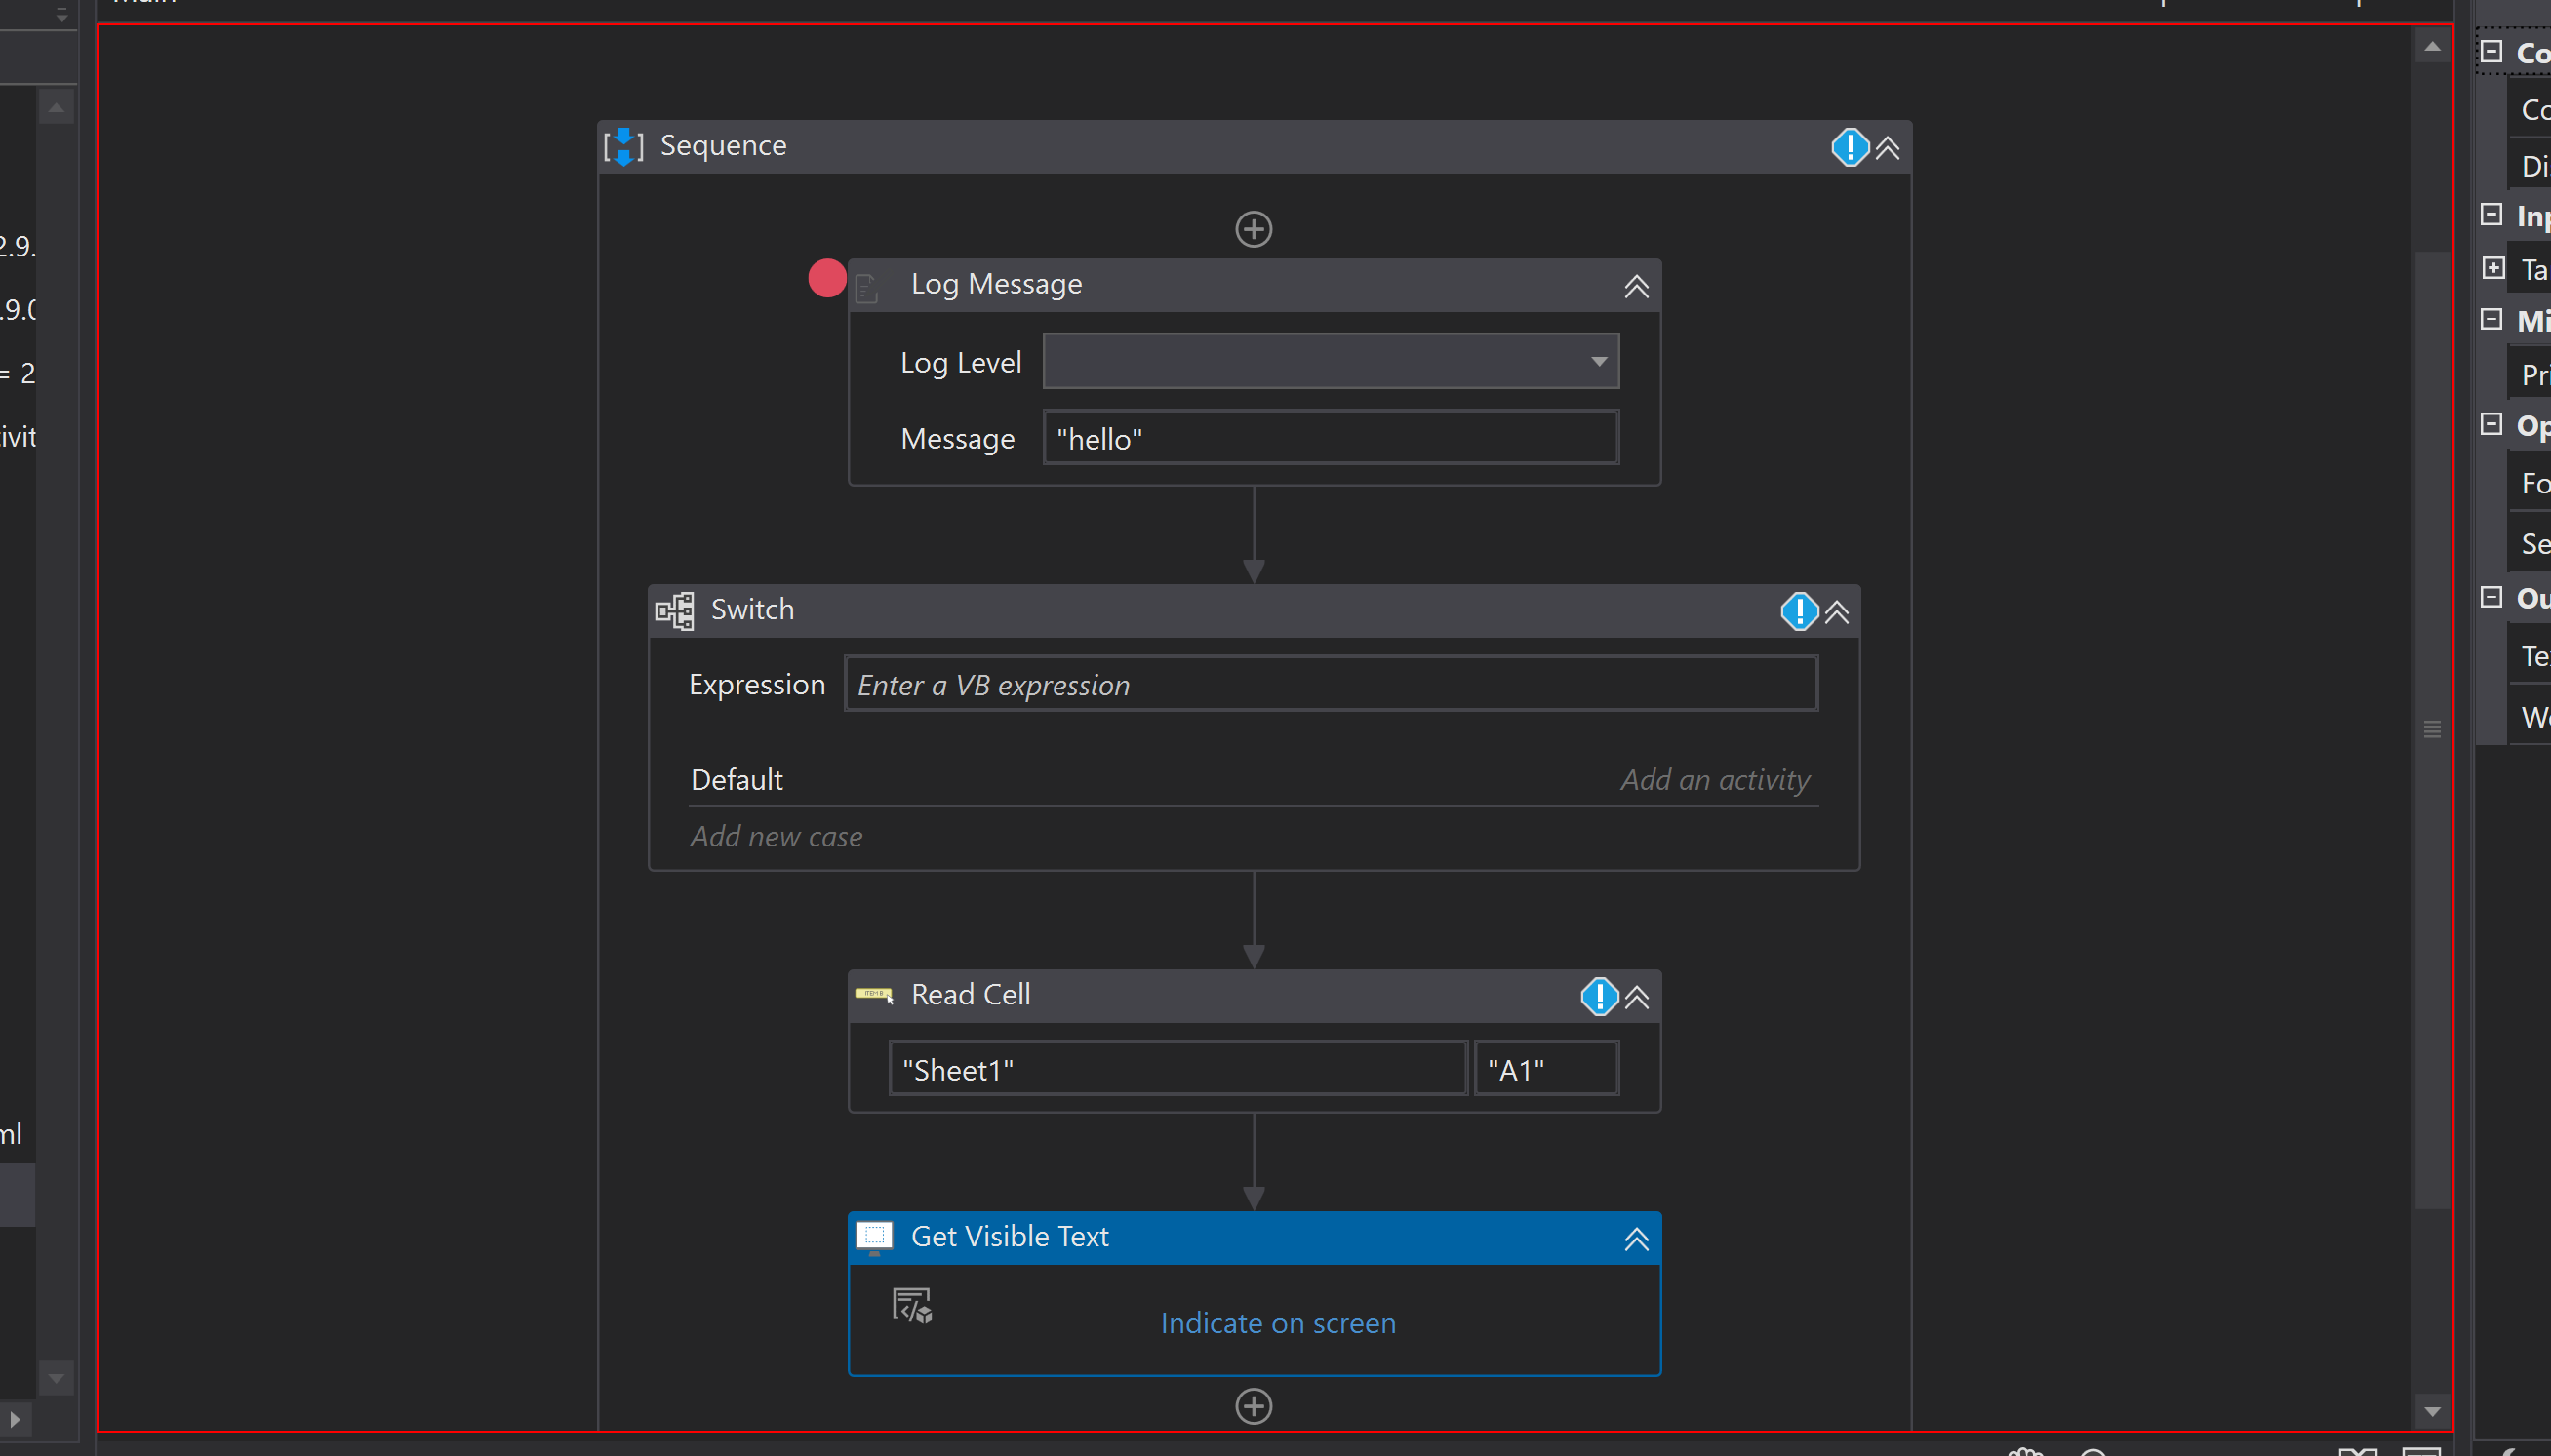 Sequence
Log Message
Log Level
Message "hello"
Switch
Expression Enter a VB expression
Default Add an activity
Add new case
Read Cell
"Sheet1" "A1"
Get Visible Text
Indicate on screen
2.9.
.9.0
= 2
ml
Co
Co
Di
Inp
Ta
Mi
Pri
Op
Fo
Se
Ou
Te